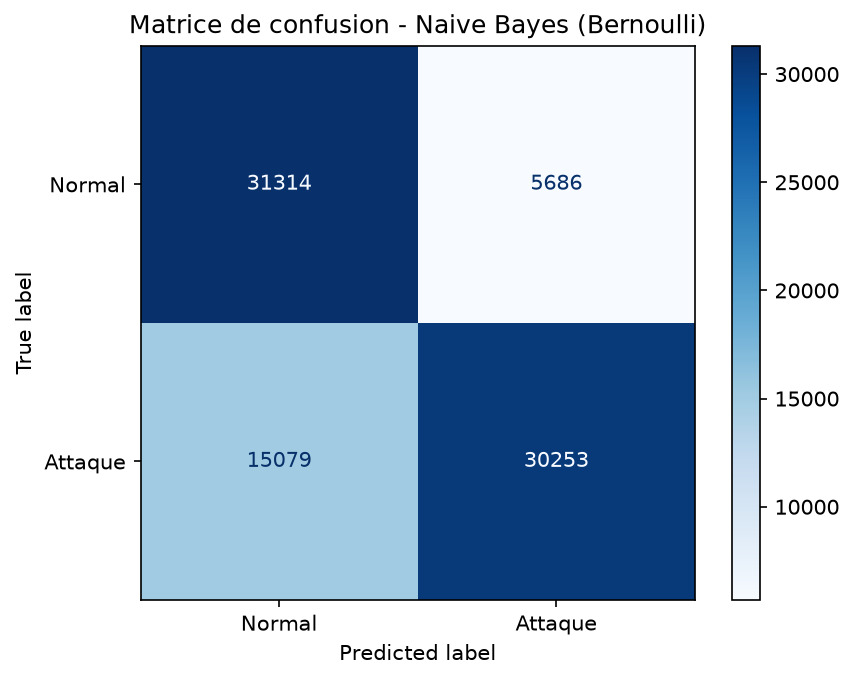 Matrice de confusion - Naive Bayes (Bernoulli)
True label
Normal
31314
5686
Attaque
15079
30253
Normal
Attaque
Predicted label
30000
25000
20000
15000
10000